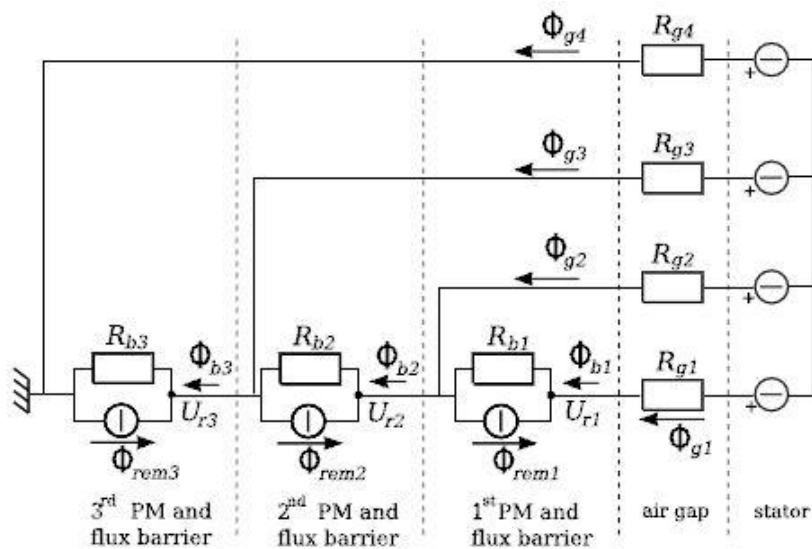 Φg4
Rg4
+
Φg3
Rg3
+
Φg2
Rg2
+
Rb3
Φb3
Rb2
Φb2
Rb1
Φb1
Rg1
+
Ur3
Ur2
Ur1
Φg1
Φrem3
Φrem2
Φrem1
3rd PM and
flux barrier
2nd PM and
flux barrier
1st PM and
flux barrier
air gap
stator